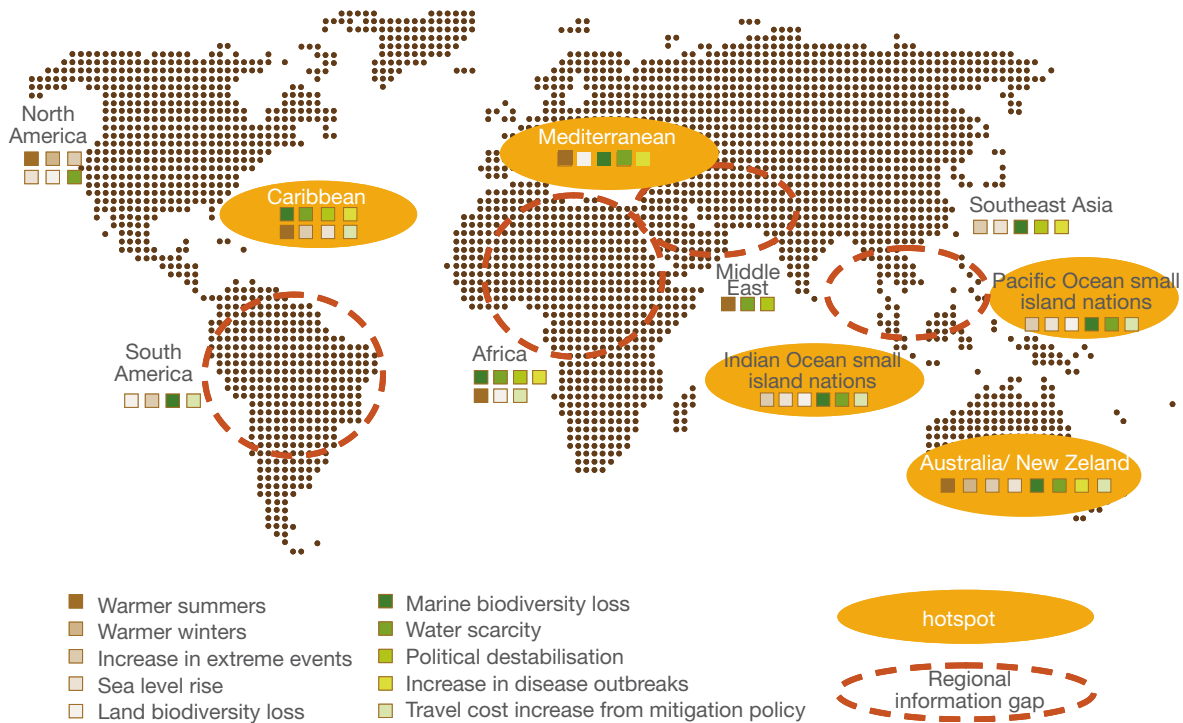 North
America
Mediterranean
Caribbean
Southeast Asia
Middle
East
Pacific Ocean small
island nations
South
America
Africa
Indian Ocean small
island nations
Australia/ New Zeland
Warmer summers
Warmer winters
Increase in extreme events
Sea level rise
Land biodiversity loss
Marine biodiversity loss
Water scarcity
Political destabilisation
Increase in disease outbreaks
Travel cost increase from mitigation policy
hotspot
Regional
information gap